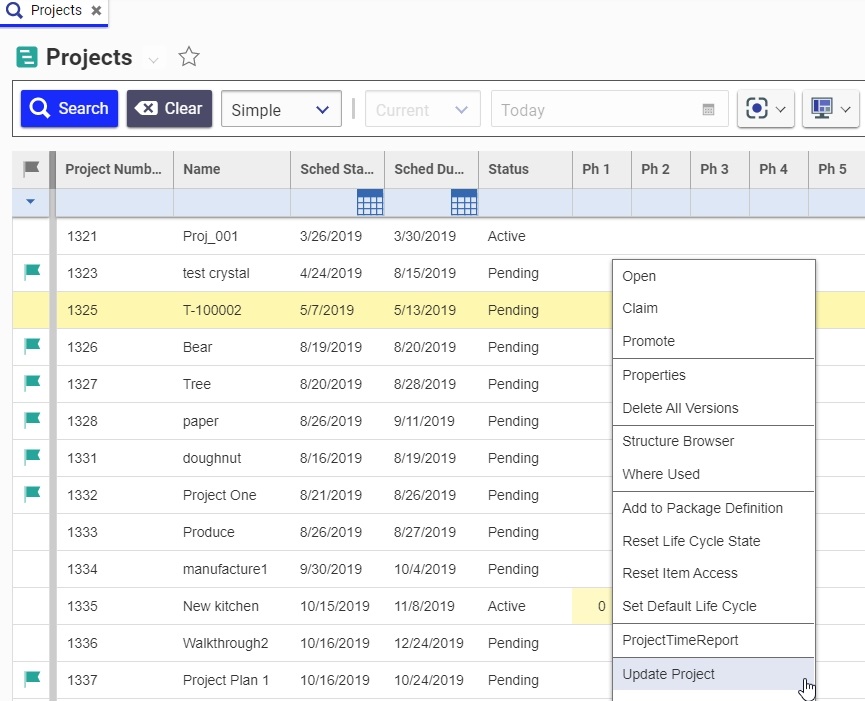 Projects
Projects
Search Clear Simple Current Today
Project Numb... Name Sched Sta... Sched Du... Status Ph 1 Ph 2 Ph 3 Ph 4 Ph 5
1321 Proj_001 3/26/2019 3/30/2019 Active
1323 test crystal 4/24/2019 8/15/2019 Pending
1325 T-100002 5/7/2019 5/13/2019 Pending
1326 Bear 8/19/2019 8/20/2019 Pending
1327 Tree 8/20/2019 8/28/2019 Pending
1328 paper 8/26/2019 9/11/2019 Pending
1331 doughnut 8/16/2019 8/19/2019 Pending
1332 Project One 8/21/2019 8/26/2019 Pending
1333 Produce 8/26/2019 8/27/2019 Pending
1334 manufacture1 9/30/2019 10/4/2019 Pending
1335 New kitchen 10/15/2019 11/8/2019 Active 0
1336 Walkthrough2 10/16/2019 12/24/2019 Pending
1337 Project Plan 1 10/16/2019 10/24/2019 Pending
Open
Claim
Promote
Properties
Delete All Versions
Structure Browser
Where Used
Add to Package Definition
Reset Life Cycle State
Reset Item Access
Set Default Life Cycle
ProjectTimeReport
Update Project